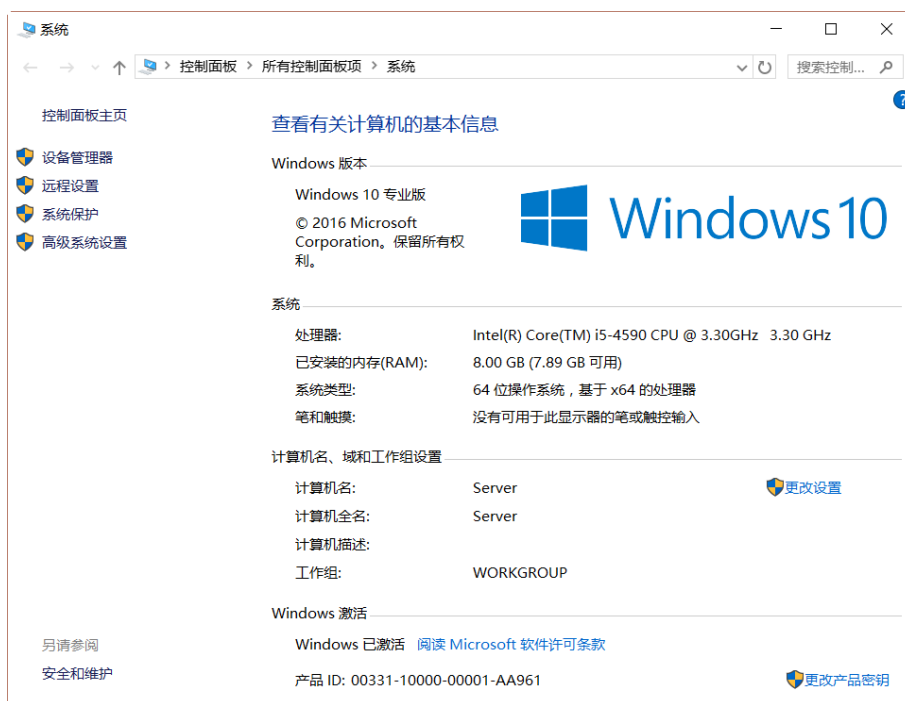 系统
控制面板 > 所有控制面板项 > 系统
搜索控制...
?
控制面板主页
设备管理器
远程设置
系统保护
高级系统设置
查看有关计算机的基本信息
Windows 版本
Windows 10 专业版
© 2016 Microsoft
Corporation。保留所有权
利。
Windows 10
系统
处理器: Intel(R) Core(TM) i5-4590 CPU @ 3.30GHz 3.30 GHz
已安装的内存(RAM): 8.00 GB (7.89 GB 可用)
系统类型: 64 位操作系统，基于 x64 的处理器
笔和触摸: 没有可用于此显示器的笔或触控输入
计算机名、域和工作组设置
计算机名: Server 更改设置
计算机全名: Server
计算机描述:
工作组: WORKGROUP
Windows 激活
Windows 已激活 阅读 Microsoft 软件许可条款
产品 ID: 00331-10000-00001-AA961 更改产品密钥
另请参阅
安全和维护